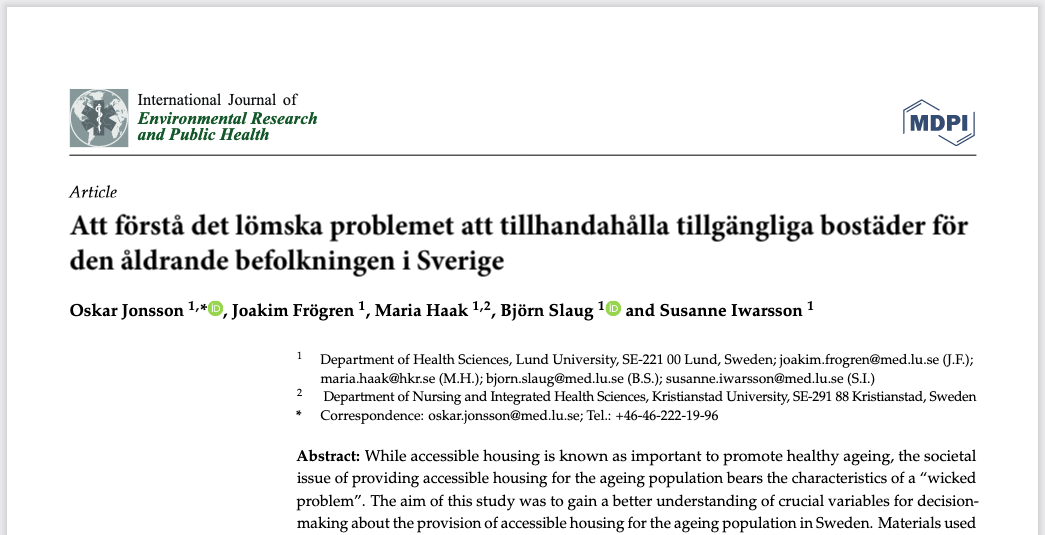 International Journal of
Environmental Research
and Public Health
MDPI
Article
Att förstå det lömska problemet att tillhandahålla tillgängliga bostäder för
den åldrande befolkningen i Sverige
Oskar Jonsson 1,* iD, Joakim Frögren 1, Maria Haak 1,2, Björn Slaug 1 iD and Susanne Iwarsson 1
1 Department of Health Sciences, Lund University, SE-221 00 Lund, Sweden; joakim.frogren@med.lu.se (J.F.);
maria.haak@hkr.se (M.H.); bjorn.slaug@med.lu.se (B.S.); susanne.iwarsson@med.lu.se (S.I.)
2 Department of Nursing and Integrated Health Sciences, Kristianstad University, SE-291 88 Kristianstad, Sweden
* Correspondence: oskar.jonsson@med.lu.se; Tel.: +46-46-222-19-96
Abstract: While accessible housing is known as important to promote healthy ageing, the societal
issue of providing accessible housing for the ageing population bears the characteristics of a “wicked
problem”. The aim of this study was to gain a better understanding of crucial variables for decision-
making about the provision of accessible housing for the ageing population in Sweden. Materials used